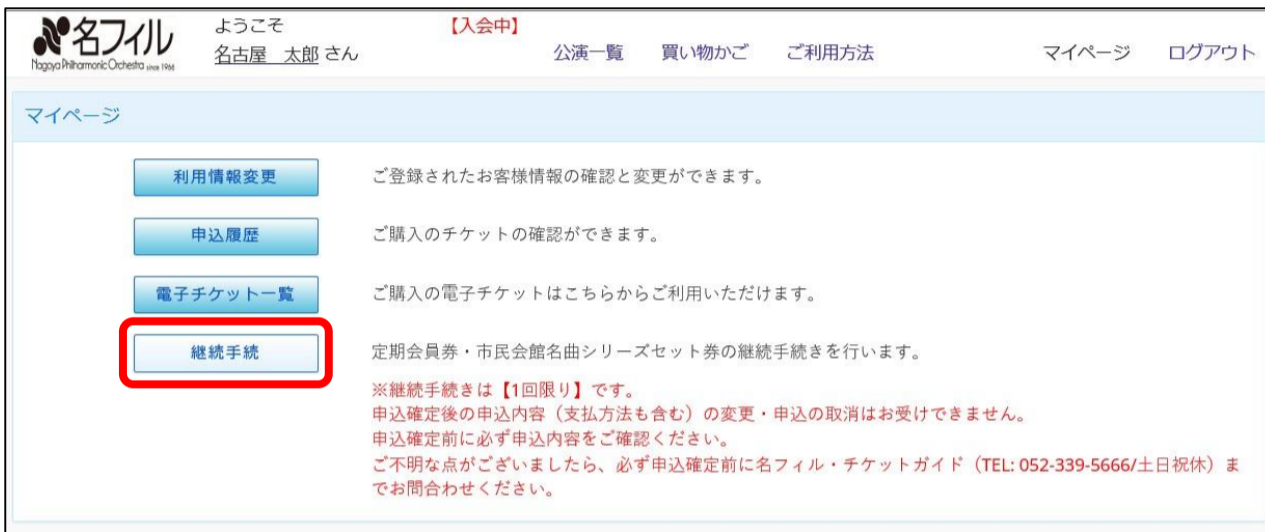 名フィル
Nagoya Philharmonic Orchestra since 1966
ようこそ
名古屋　太郎 さん
【入会中】
公演一覧　買い物かご　ご利用方法　マイページ　ログアウト
マイページ
利用情報変更　ご登録されたお客様情報の確認と変更ができます。
申込履歴　ご購入のチケットの確認ができます。
電子チケット一覧　ご購入の電子チケットはこちらからご利用いただけます。
継続手続　定期会員券・市民会館名曲シリーズセット券の継続手続きを行います。
※継続手続きは【1回限り】です。
申込確定後の申込内容（支払方法も含む）の変更・申込の取消はお受けできません。
申込確定前に必ず申込内容をご確認ください。
ご不明な点がございましたら、必ず申込確定前に名フィル・チケットガイド（TEL: 052-339-5666/土日祝休）ま
でお問合わせください。